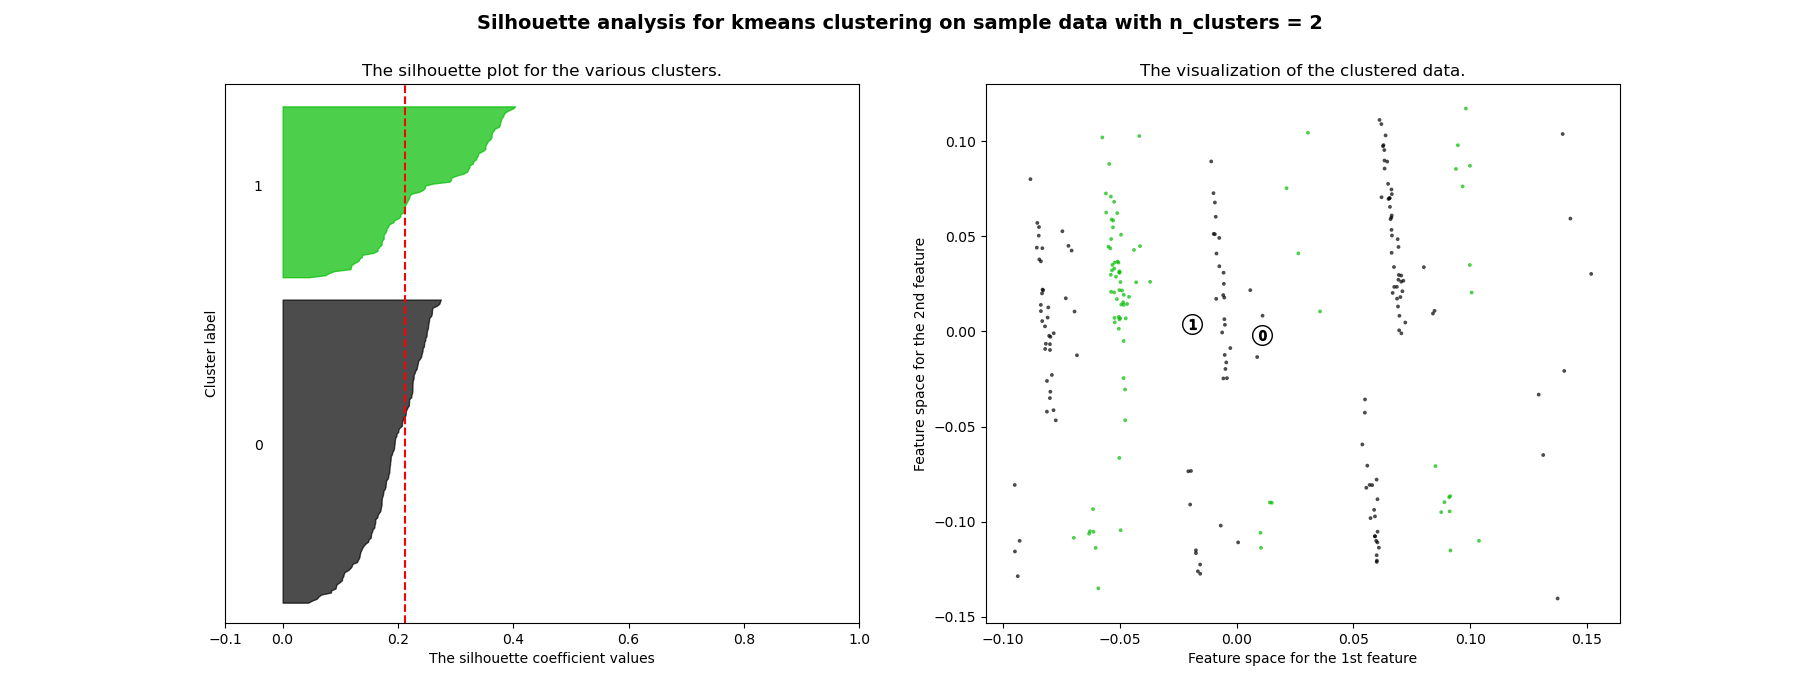 Silhouette analysis for kmeans clustering on sample data with n_clusters = 2
The silhouette plot for the various clusters.
1
0
Cluster label
−0.1 0.0 0.2 0.4 0.6 0.8 1.0
The silhouette coefficient values
The visualization of the clustered data.
0.10
0.05
0.00
−0.05
−0.10
−0.15
Feature space for the 2nd feature
1
0
−0.10 −0.05 0.00 0.05 0.10 0.15
Feature space for the 1st feature